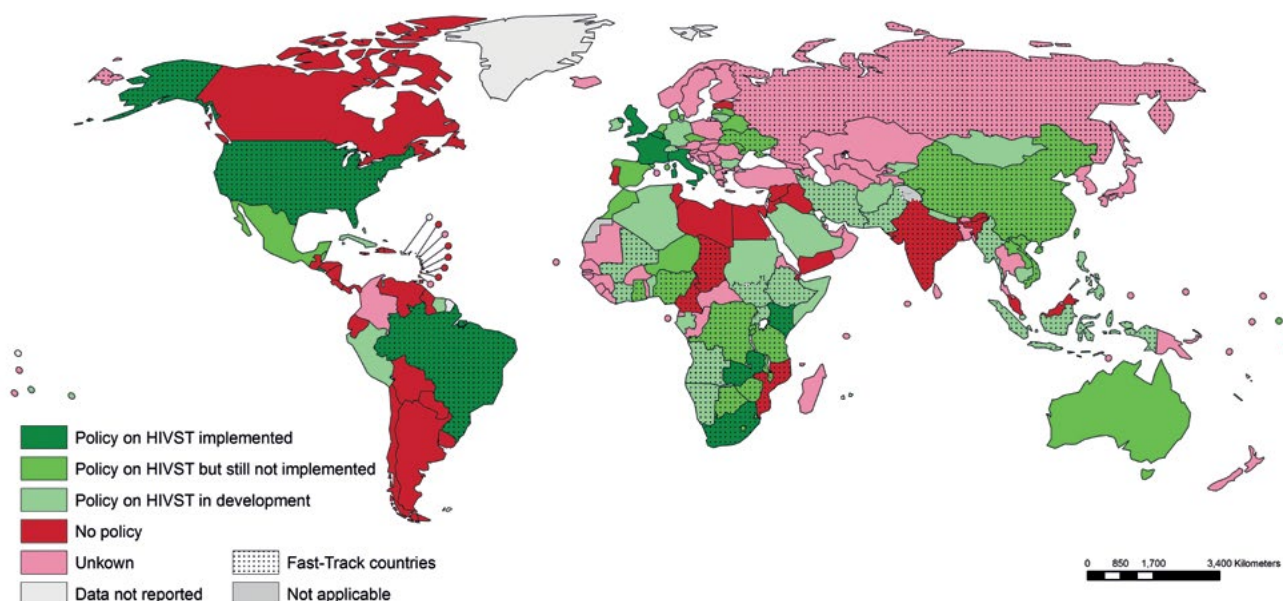 Policy on HIVST implemented
Policy on HIVST but still not implemented
Policy on HIVST in development
No policy
Unkown
Data not reported
Fast-Track countries
Not applicable
0 850 1,700 3,400 Kilometers